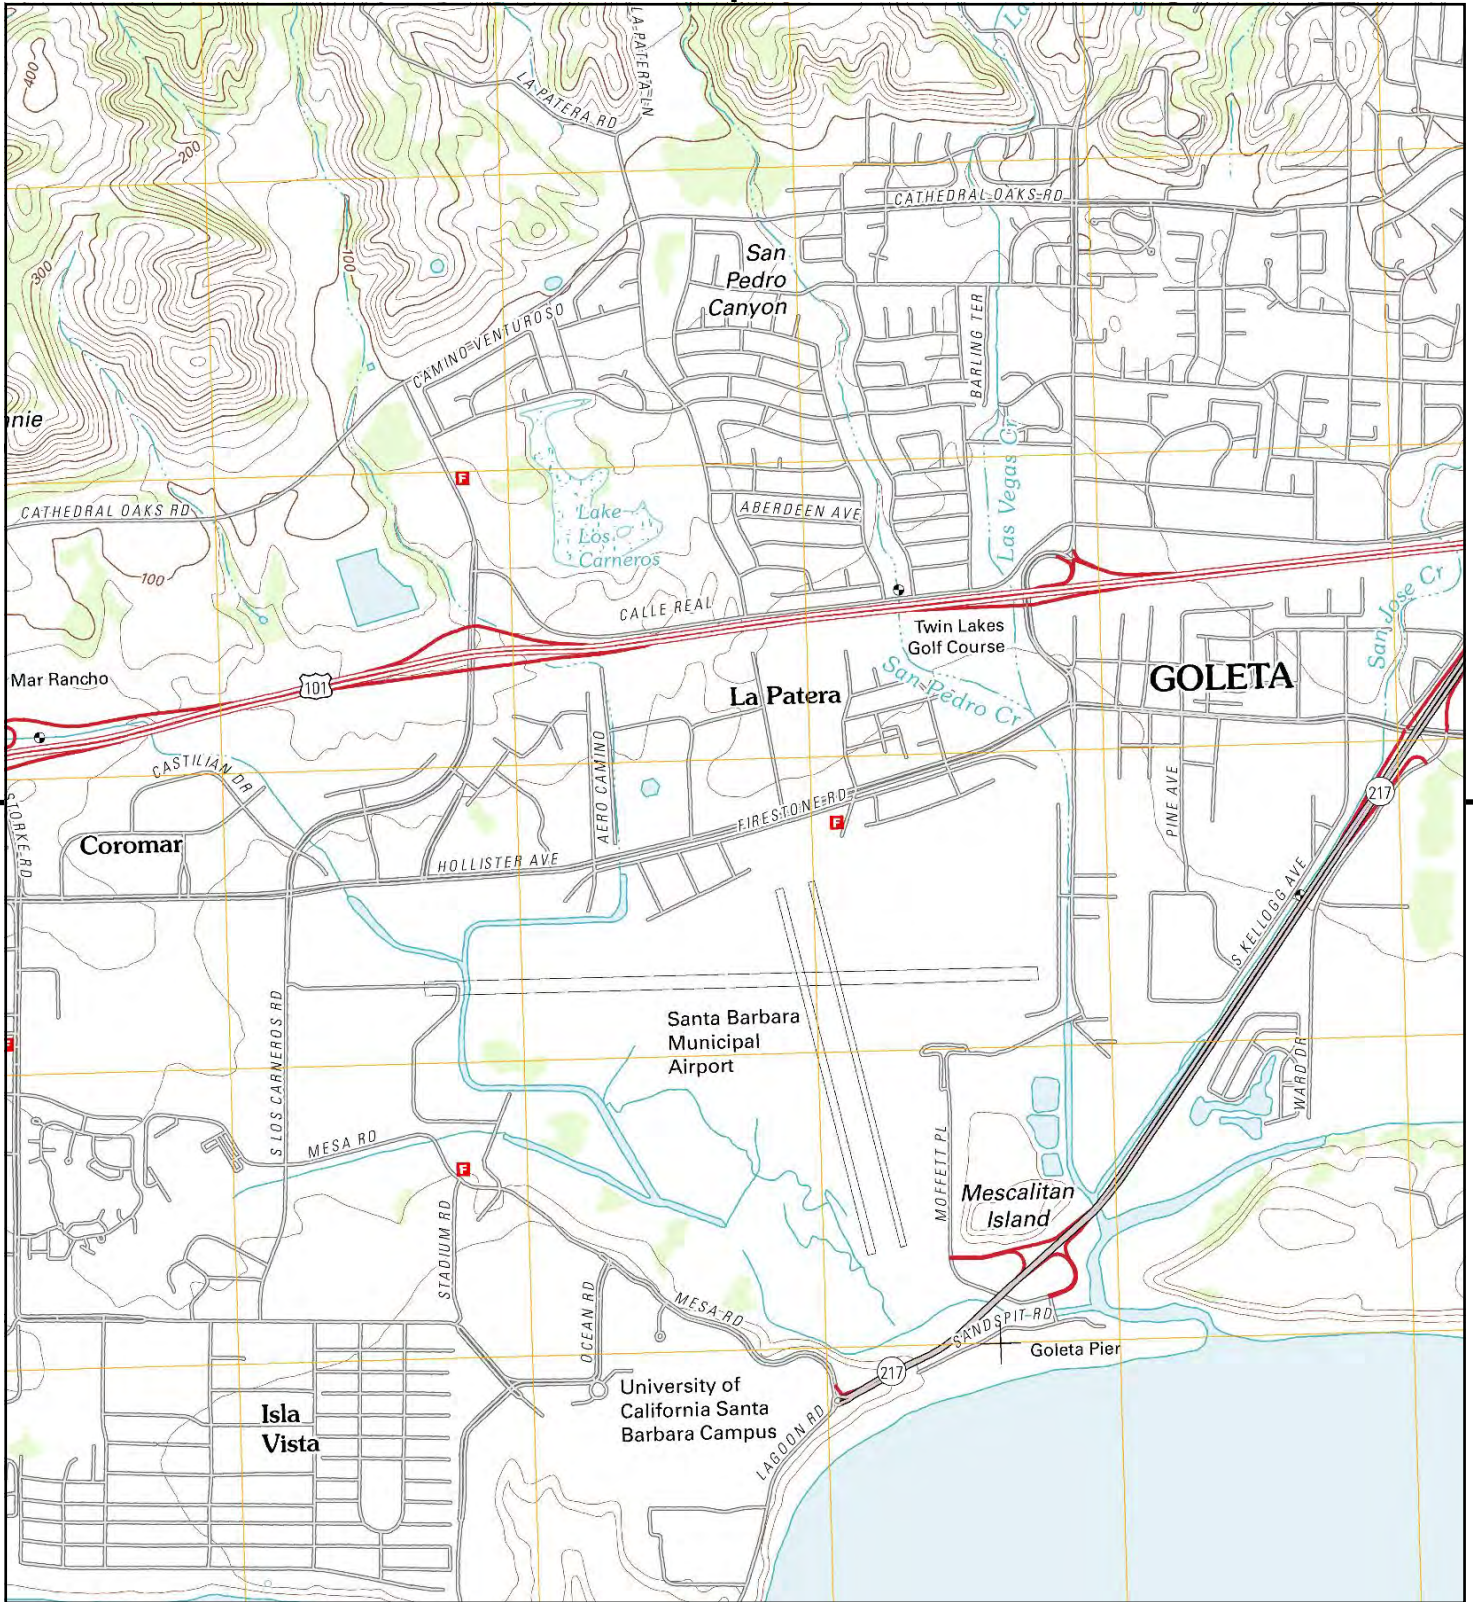 400
LA PATERA LN
LA PATERA RD
200
CATHEDRAL OAKS RD
300
100
San
Pedro
Canyon
CAMINO VENTUROSO
BARLING TER
nnie
Las Vegas Cr
CATHEDRAL OAKS RD
Lake
Los
Carneros
ABERDEEN AVE
100
San Jose Cr
CALLE REAL
Twin Lakes
Golf Course
Mar Rancho
101
San Pedro Cr
GOLETA
La Patera
CASTILIAN DR
AERO CAMINO
PINE AVE
217
STORKE RD
FIRESTONE RD
F
F
Coromar
HOLLISTER AVE
S KELLOGG AVE
S LOS CARNEROS RD
Santa Barbara
Municipal
Airport
F
WARD DR
MESA RD
F
MOFFETT PL
Mescalitan
Island
STADIUM RD
OCEAN RD
MESA RD
SANDSPIT RD
Goleta Pier
217
University of
California Santa
Barbara Campus
Isla
Vista
LAGOON RD